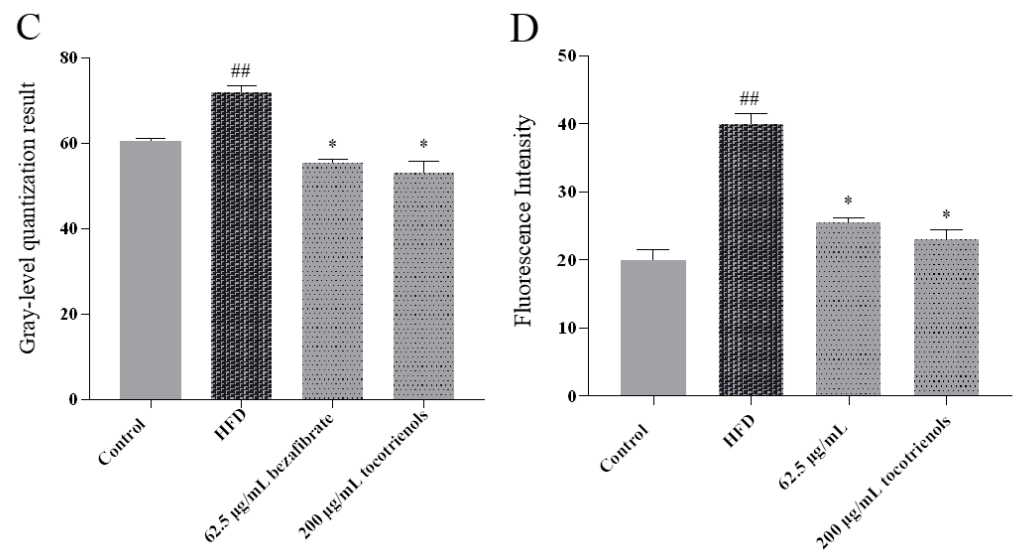 C
Gray-level quantization result
80
60
40
20
0
##
*
*
Control
HFD
62.5 μg/mL bezafibrate
200 μg/mL tocotrienols
D
Fluorescence Intensity
50
40
30
20
10
0
##
*
*
Control
HFD
62.5 μg/mL
200 μg/mL tocotrienols